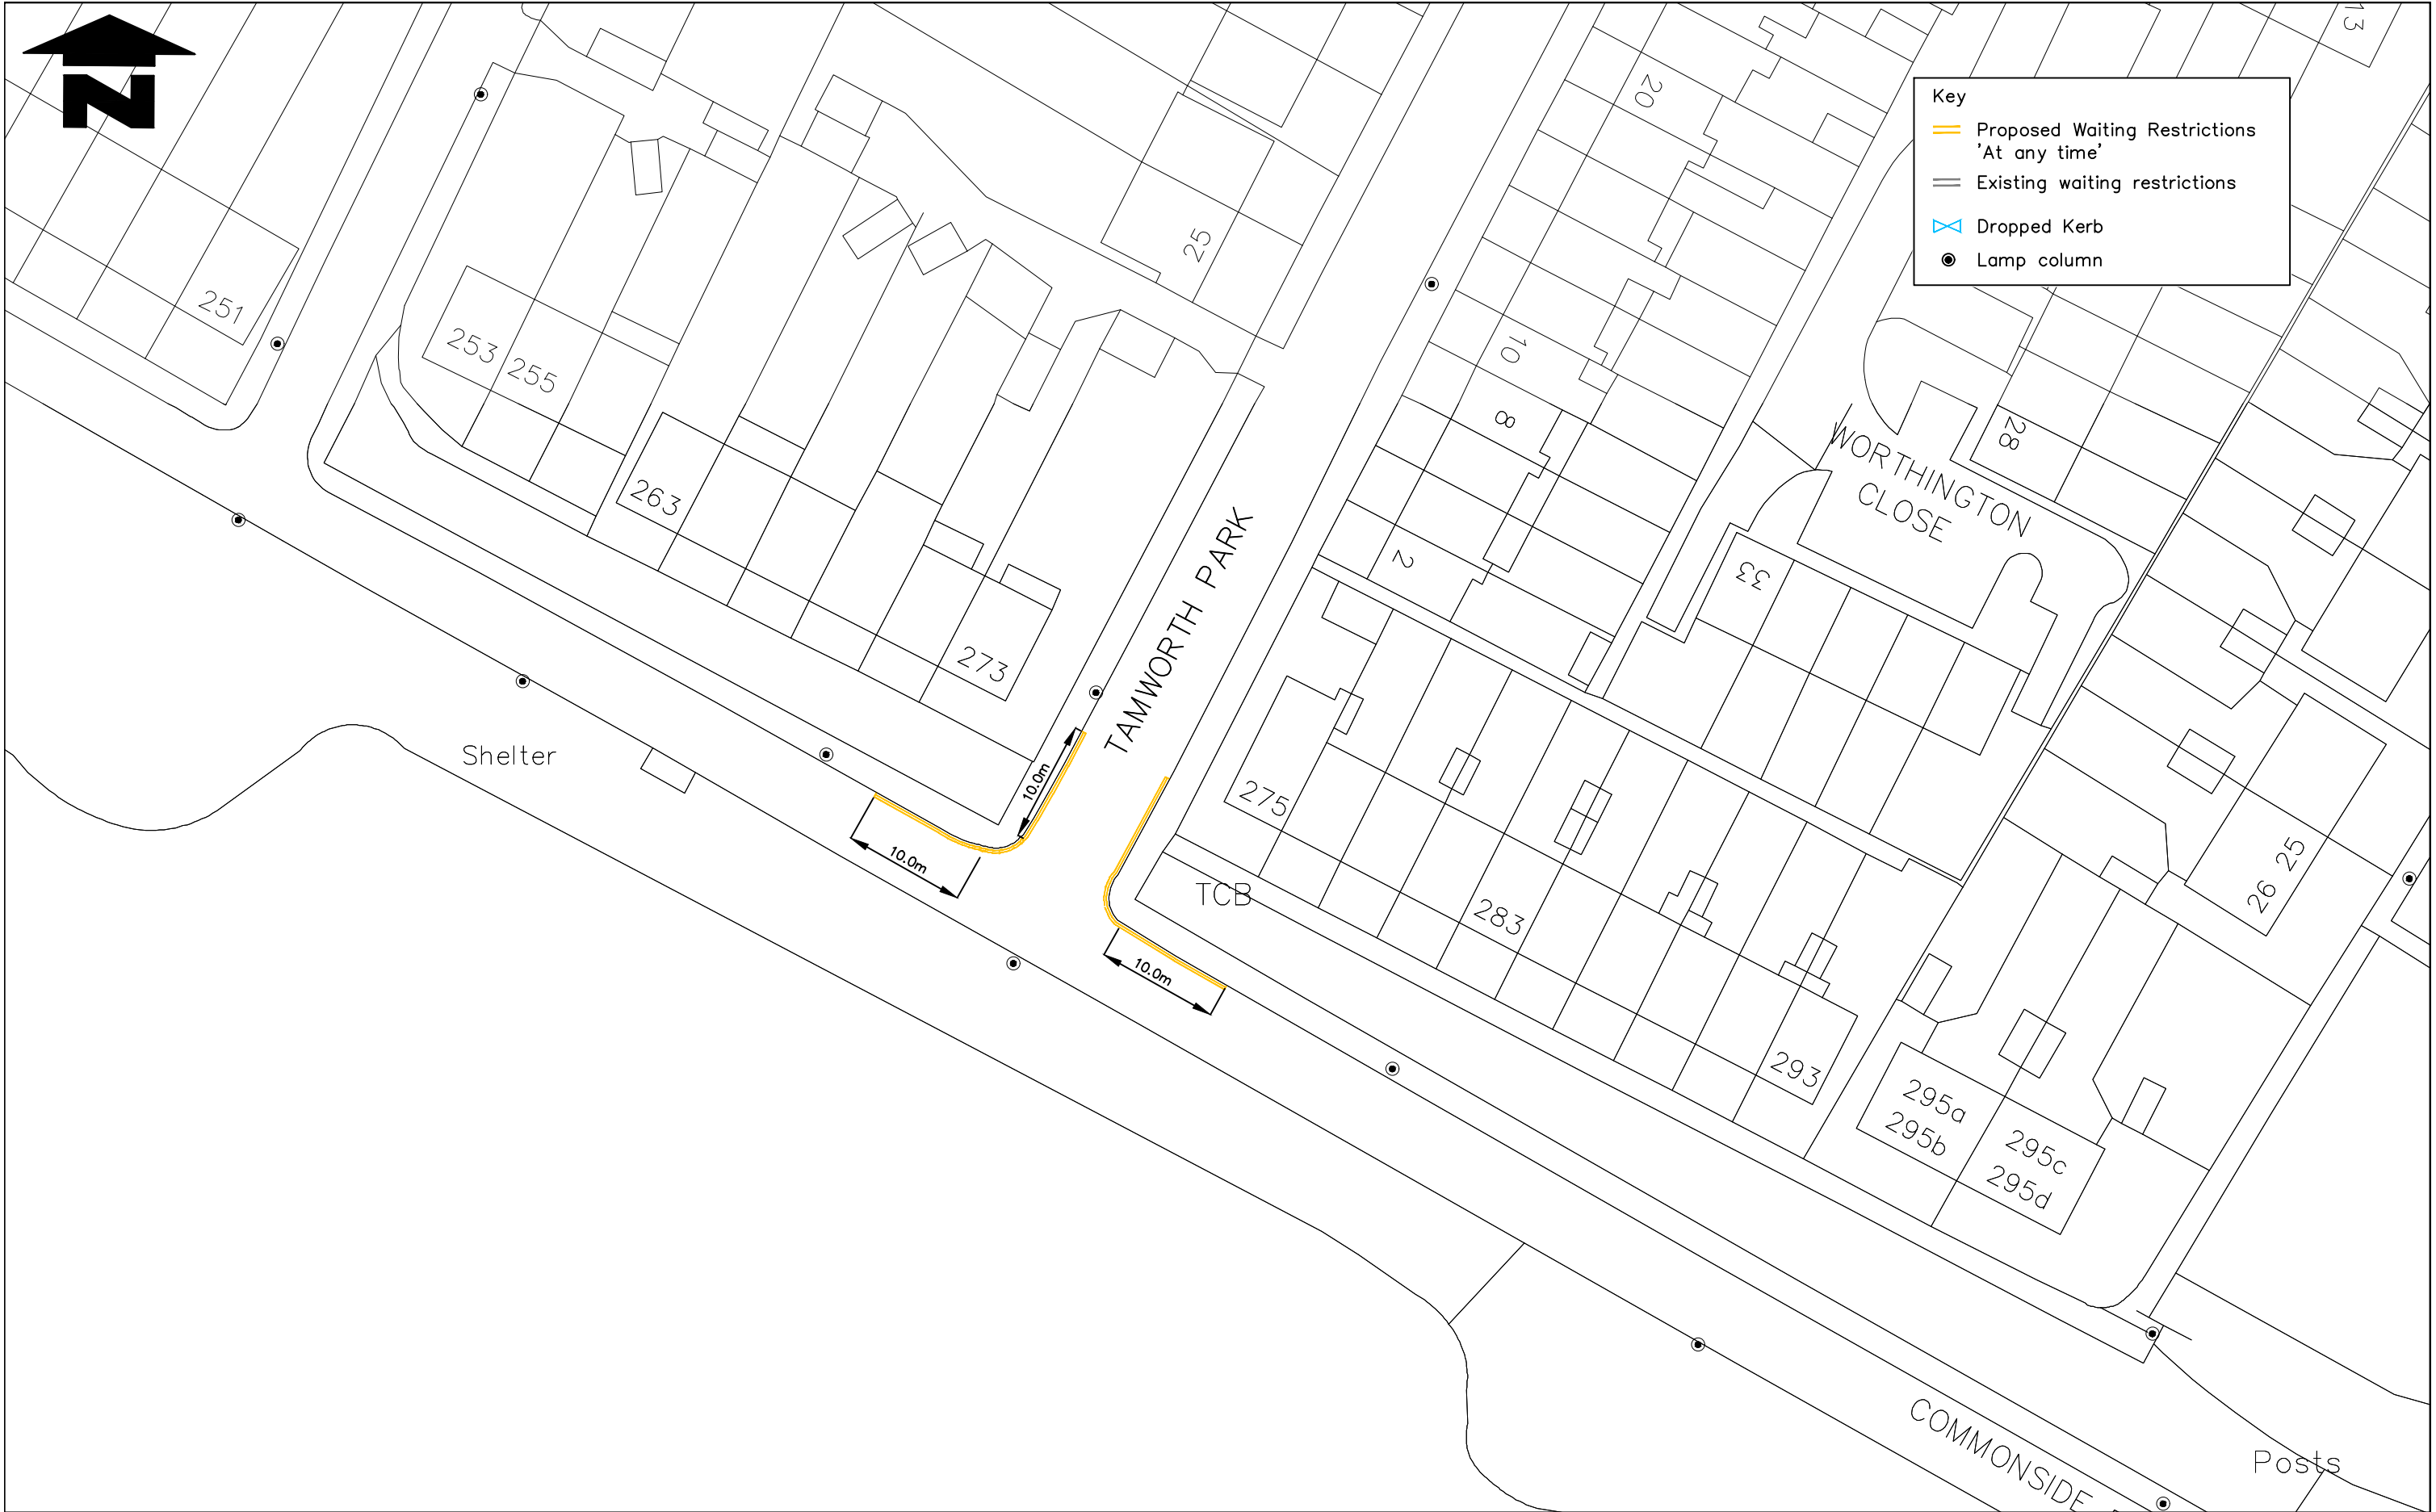 N
13
20
Key
Proposed Waiting Restrictions
'At any time'
Existing waiting restrictions
Dropped Kerb
Lamp column
25
251
253 255
10
8
28
WORTHINGTON
CLOSE
263
2
33
TAMWORTH PARK
273
Shelter
10.0m
275
10.0m
TCB
283
26 25
10.0m
293
295a
295b
295c
295d
COMMONSIDE
Posts